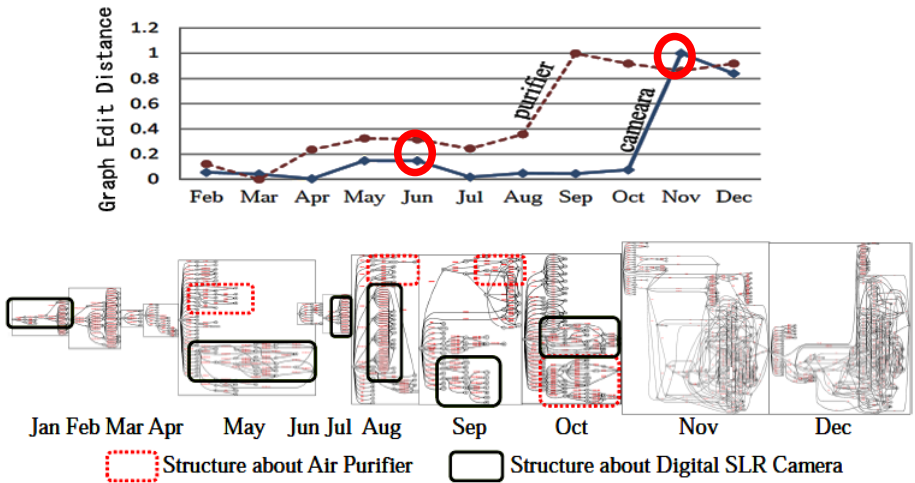 Graph Edit Distance
1.2
1
0.8
0.6
0.4
0.2
0
purifier
cameara
Feb Mar Apr May Jun Jul Aug Sep Oct Nov Dec
Jan Feb Mar Apr May Jun Jul Aug Sep Oct Nov Dec
Structure about Air Purifier Structure about Digital SLR Camera